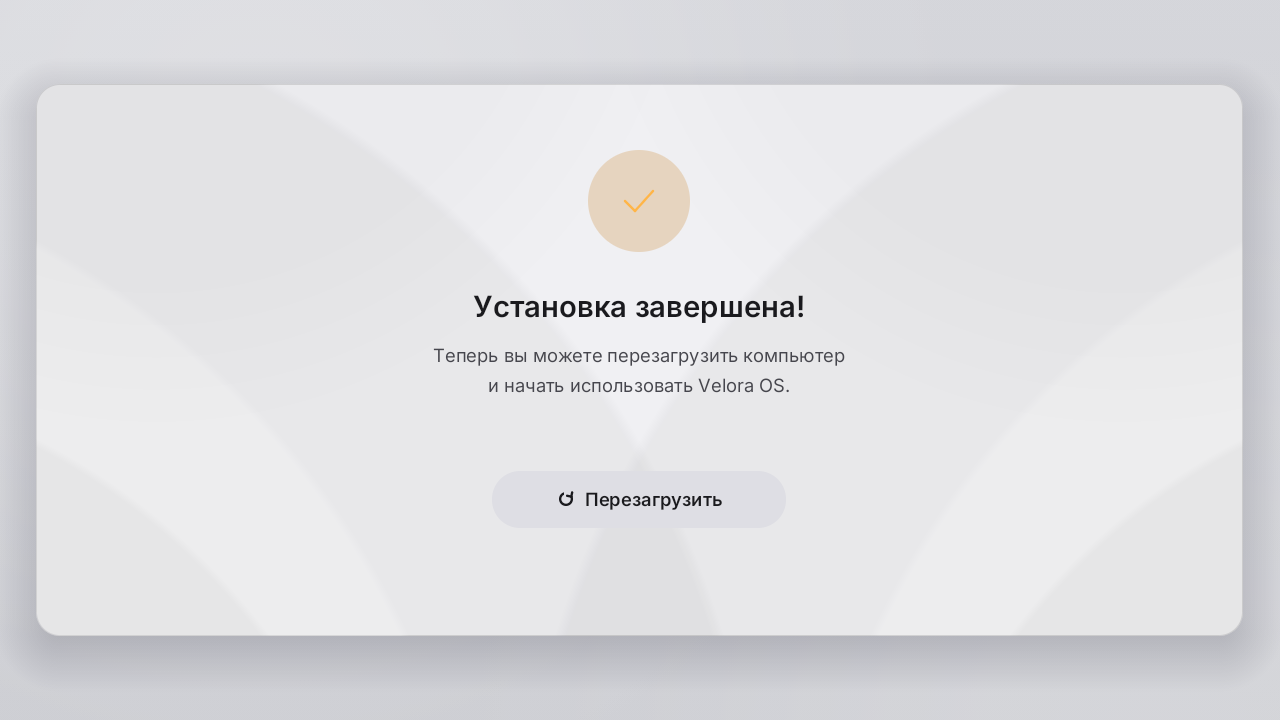 Установка завершена!
Теперь вы можете перезагрузить компьютер
и начать использовать Velora OS.
Перезагрузить